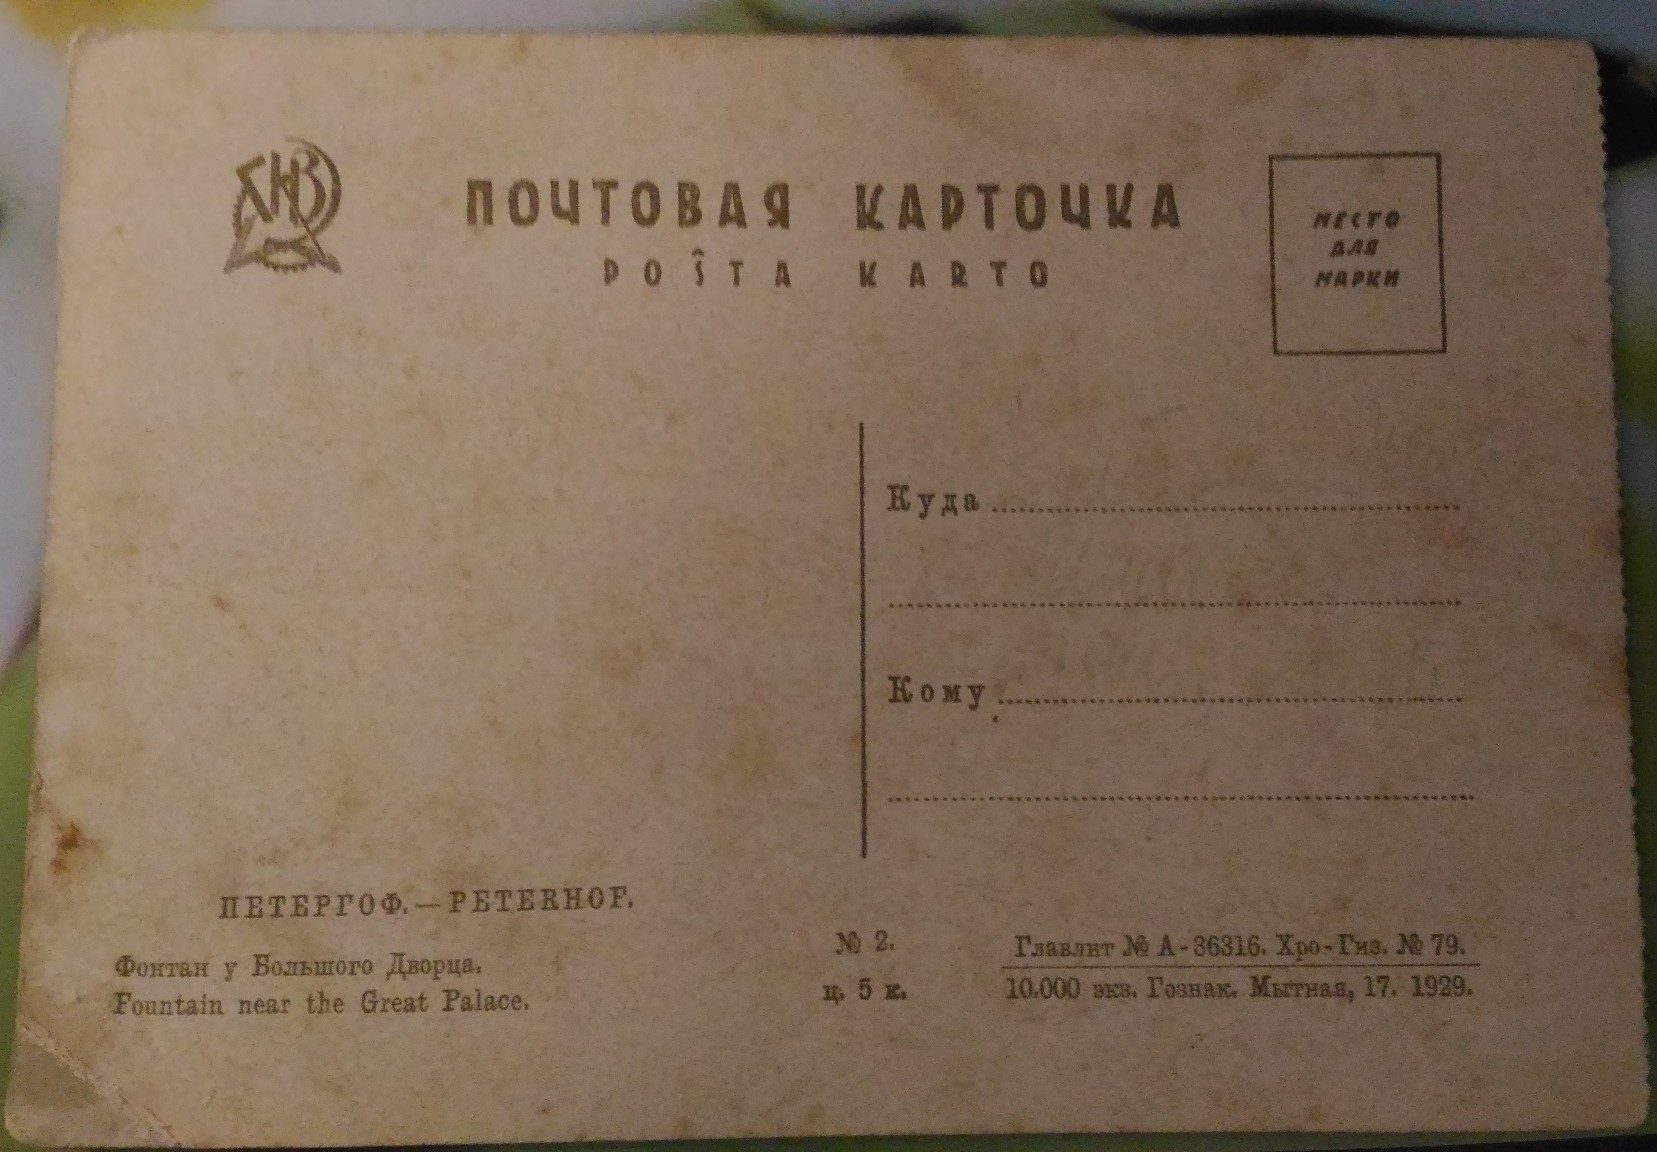 ГНЗ
ПОЧТОВАЯ КАРТОЧКА
POŜTA KARTO
МЕСТО
ДЛЯ
МАРКИ
Куда
Кому
ПЕТЕРГОФ.—PETERHOF.
Фонтан у Большого Дворца.
Fountain near the Great Palace.
№ 2.
ц. 5 к.
Главлит № А-36316. Хро-Гиз. № 79.
10.000 экз. Гознак. Мытная, 17. 1929.